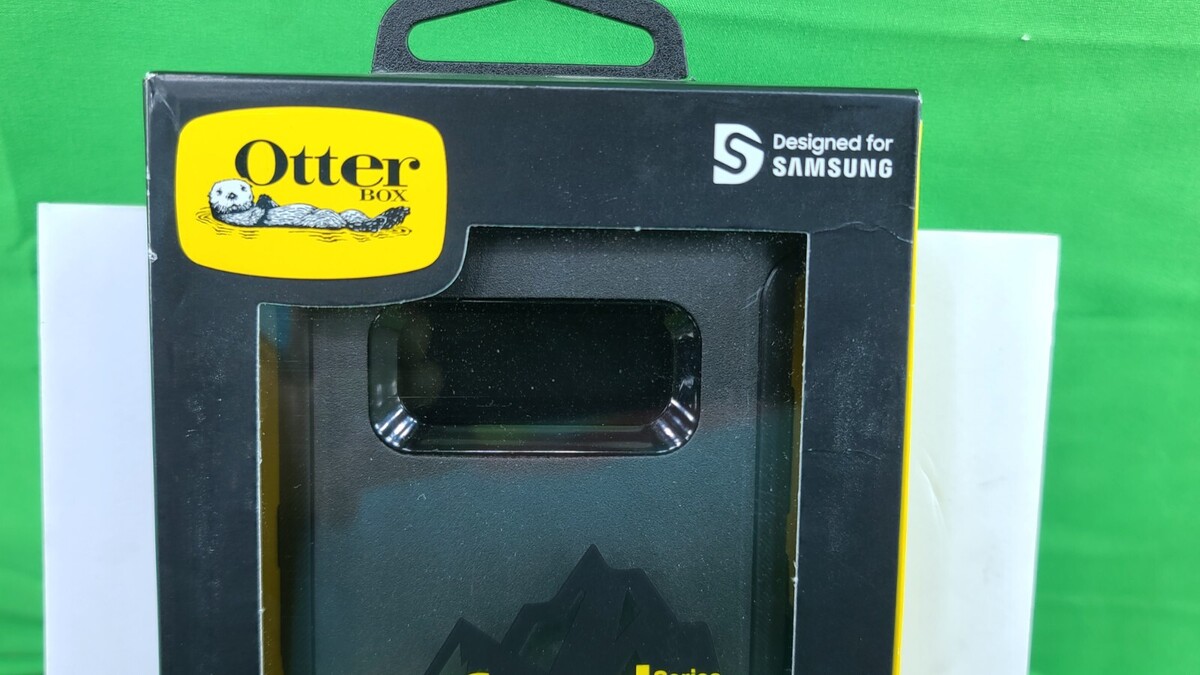 Otter
BOX
Designed for
SAMSUNG
Series